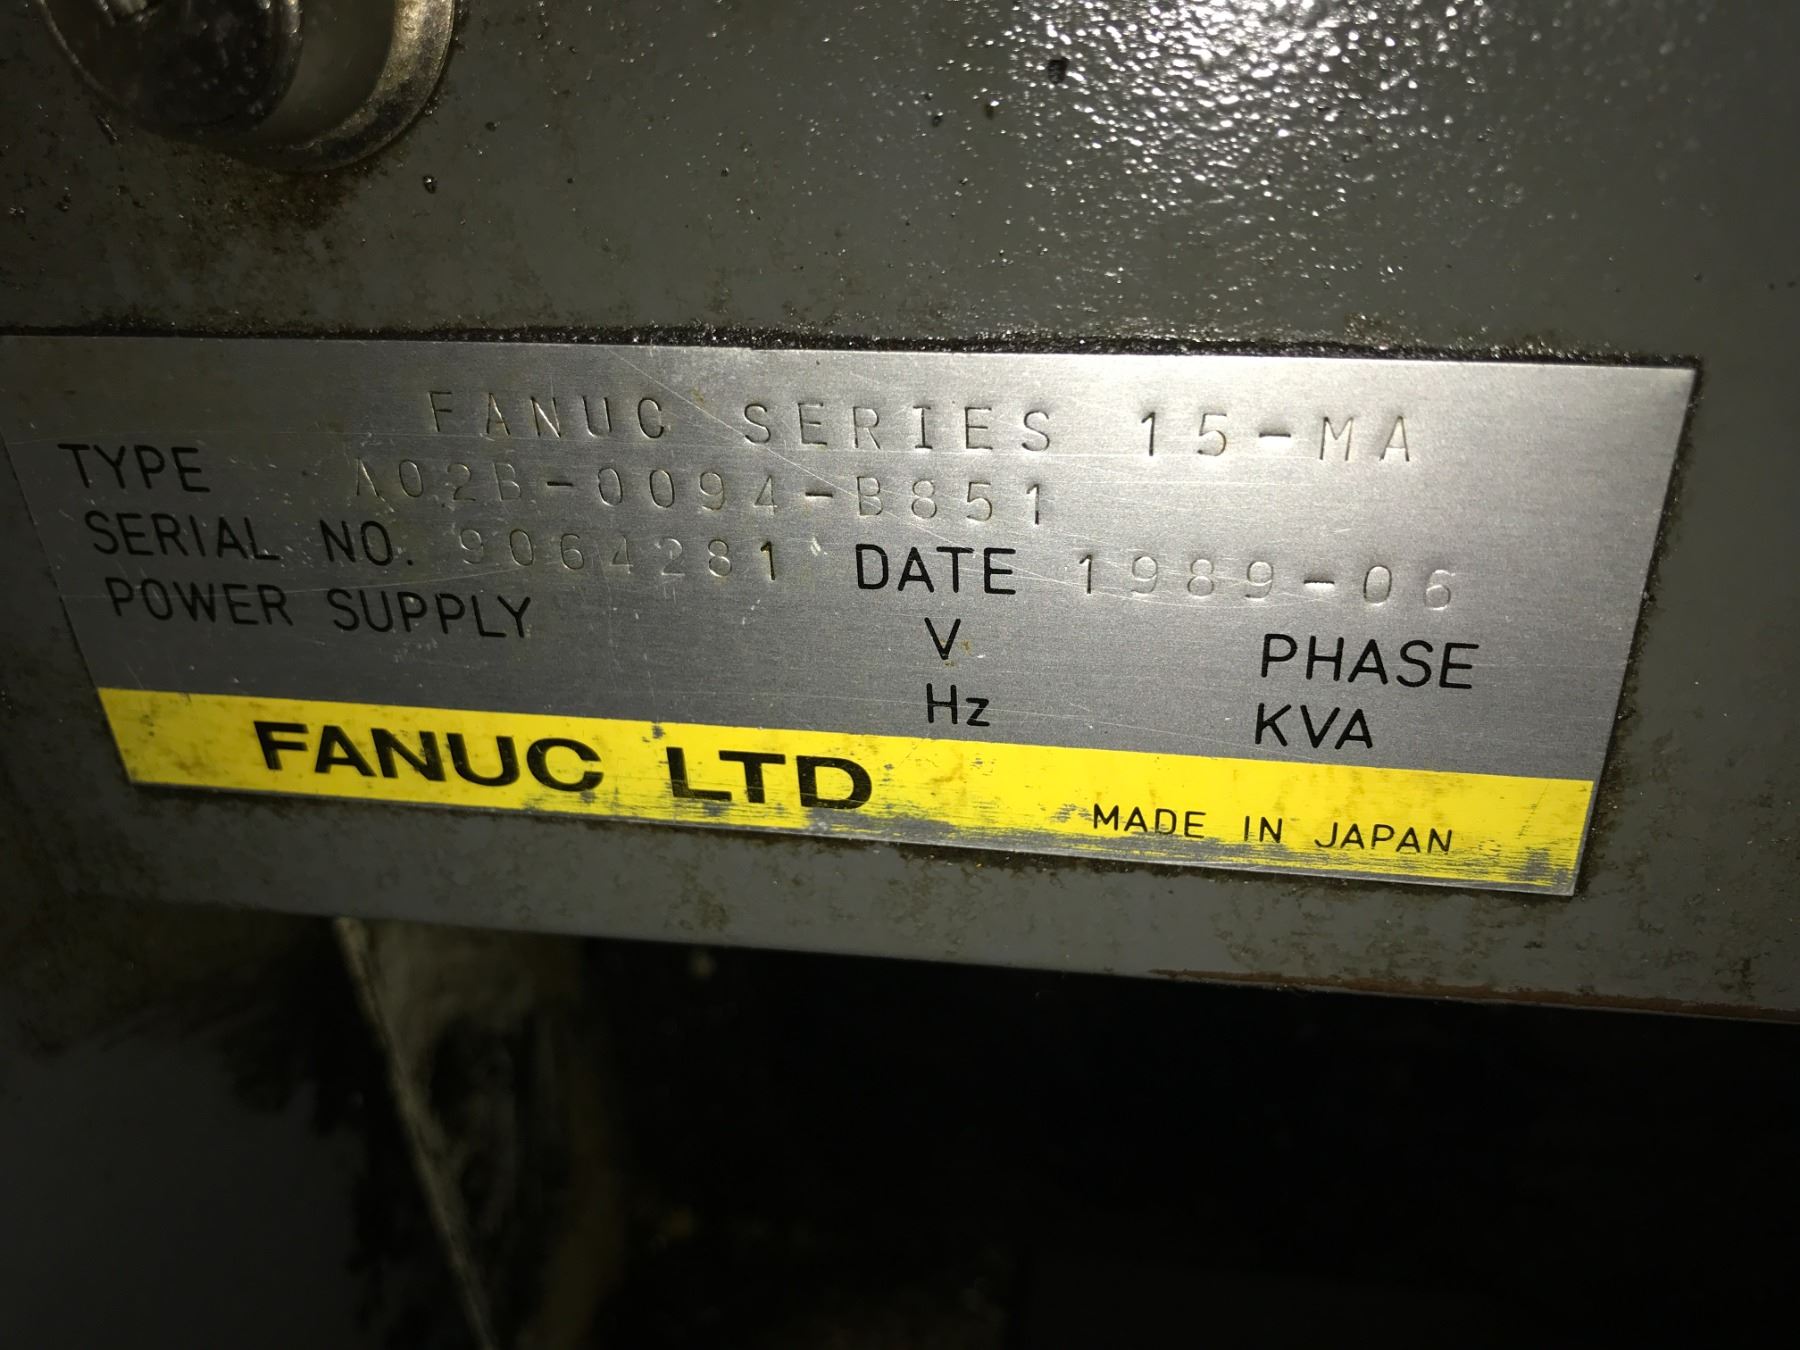 FANUC SERIES 15-MA
TYPE A02B-0094-B851
SERIAL NO. 9064281 DATE 1989-06
POWER SUPPLY V PHASE
Hz KVA
FANUC LTD MADE IN JAPAN